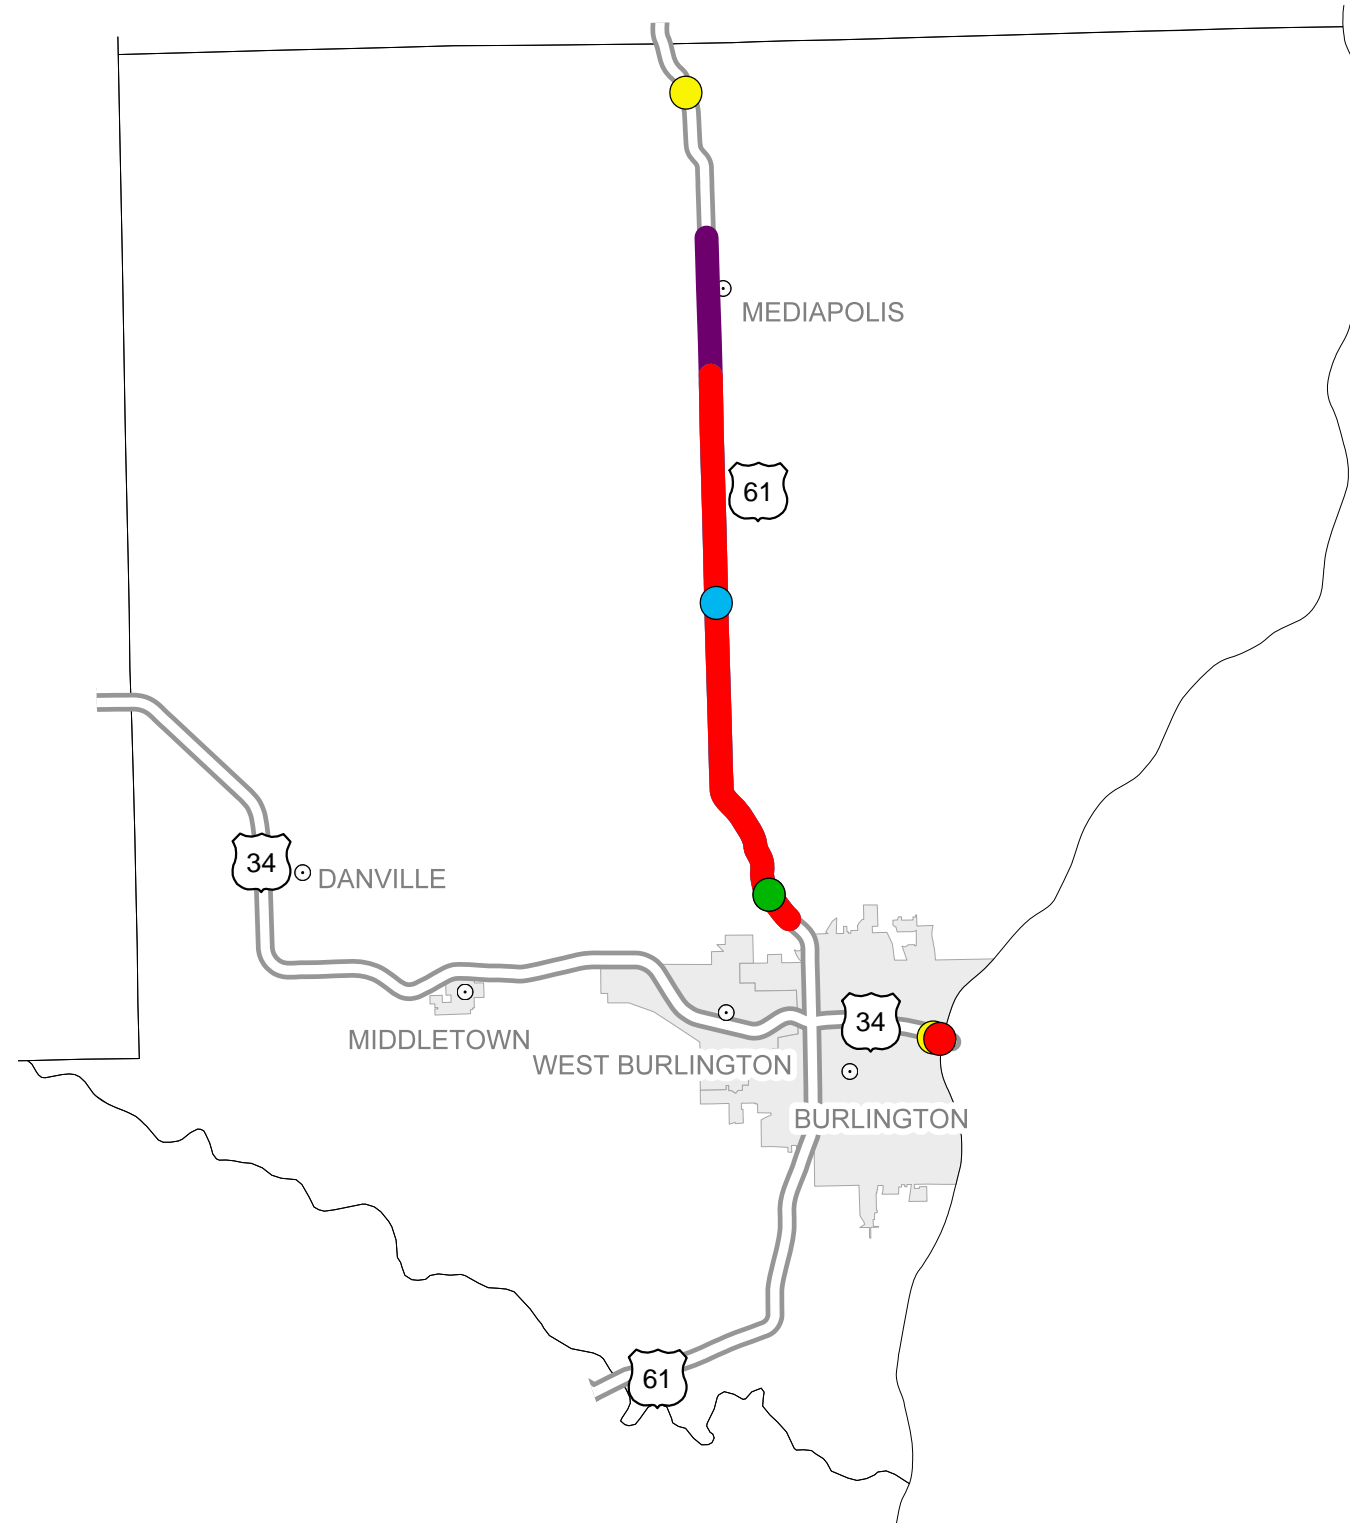 MEDIAPOLIS
61
34
DANVILLE
MIDDLETOWN
34
WEST BURLINGTON
BURLINGTON
61